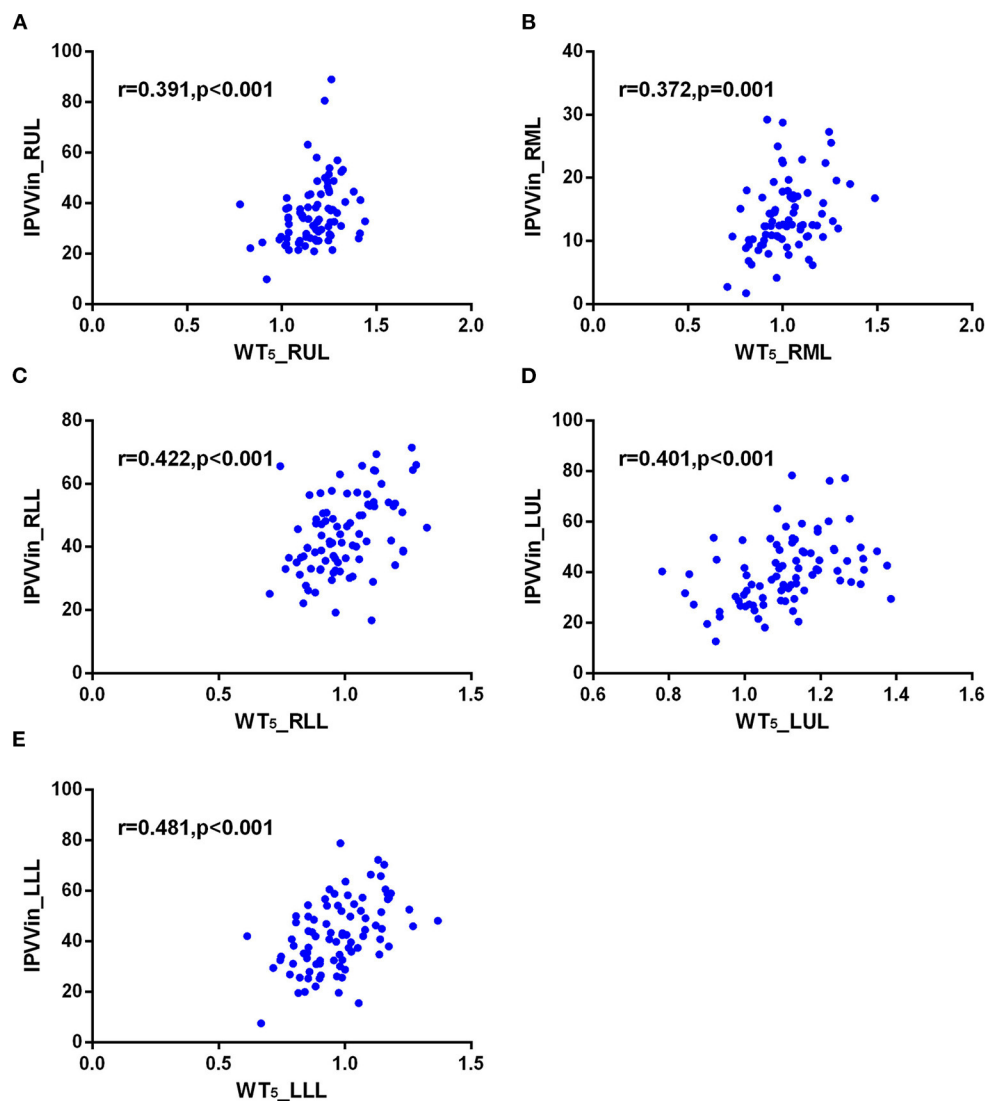 A
IPVVin_RUL
100
80
60
40
20
0
r=0.391,p<0.001
0.0 0.5 1.0 1.5 2.0
WT5_RUL
B
IPVVin_RML
40
30
20
10
0
r=0.372,p=0.001
0.0 0.5 1.0 1.5 2.0
WT5_RML
C
IPVVin_RLL
80
60
40
20
0
r=0.422,p<0.001
0.0 0.5 1.0 1.5
WT5_RLL
D
IPVVin_LUL
100
80
60
40
20
0
r=0.401,p<0.001
0.6 0.8 1.0 1.2 1.4 1.6
WT5_LUL
E
IPVVin_LLL
100
80
60
40
20
0
r=0.481,p<0.001
0.0 0.5 1.0 1.5
WT5_LLL